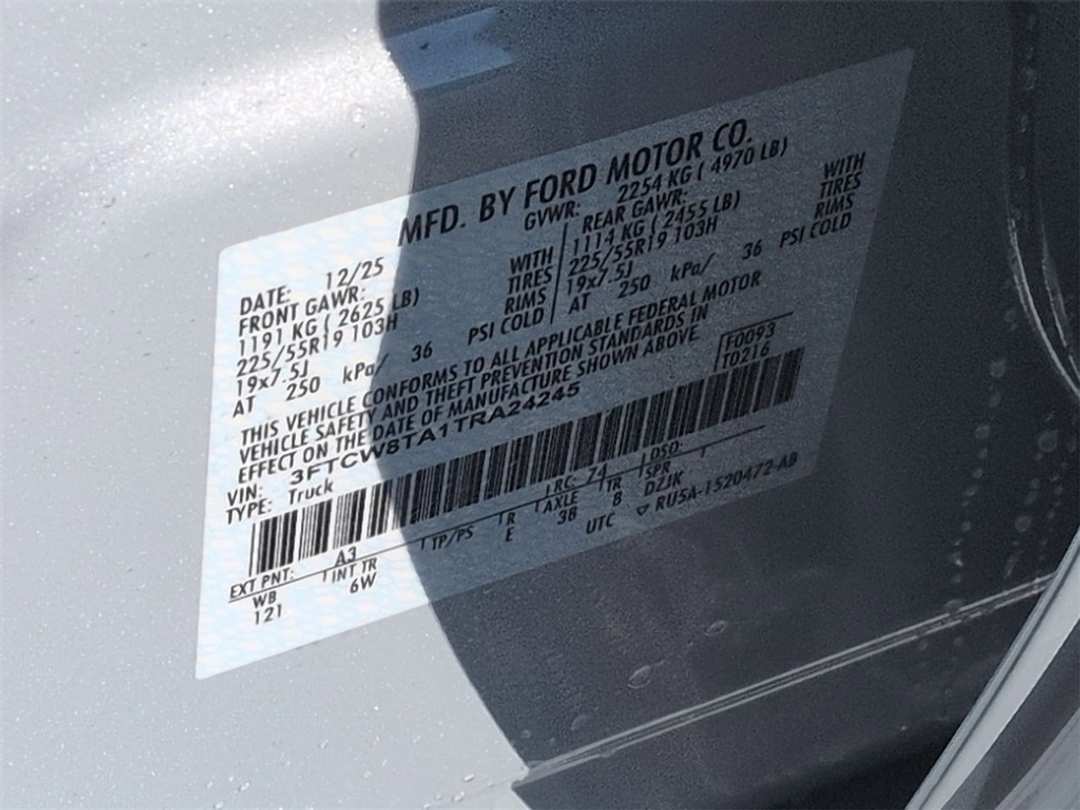 MFD. BY FORD MOTOR CO.
DATE: 12/25 GVWR: 2254 KG ( 4970 LB)
FRONT GAWR: REAR GAWR:
1191 KG ( 2625 LB) WITH 1114 KG ( 2455 LB) WITH
225/55R19 103H TIRES 225/55R19 103H TIRES
19x7.5J RIMS 19x7.5J RIMS
AT 250 kPa/ 36 PSI COLD AT 250 kPa/ 36 PSI COLD
THIS VEHICLE CONFORMS TO ALL APPLICABLE FEDERAL MOTOR
VEHICLE SAFETY AND THEFT PREVENTION STANDARDS IN
EFFECT ON THE DATE OF MANUFACTURE SHOWN ABOVE.
VIN: 3FTCW8TA1TRA24245 F0093
TYPE: Truck T0216
EXT PNT: A3 RC: 74 DSO:
WB INT TR TP/PS R AXLE TR SPR
121 6W E 3B B DZJK
UTC ▽ RU5A-1520472-AB